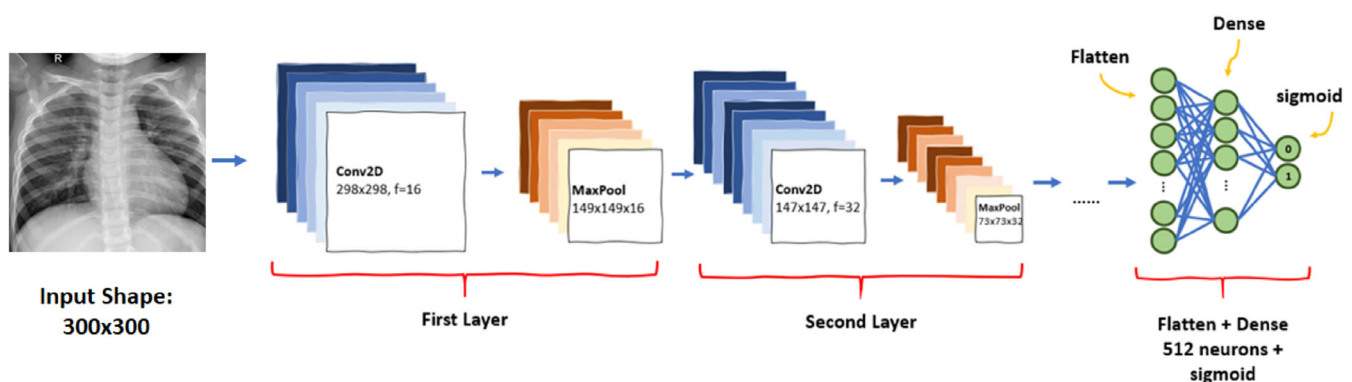 R
Input Shape:
300x300
Conv2D
298x298, f=16
MaxPool
149x149x16
First Layer
Conv2D
147x147, f=32
MaxPool
73x73x32
Second Layer
......
Flatten
Dense
sigmoid
0
1
Flatten + Dense
512 neurons +
sigmoid